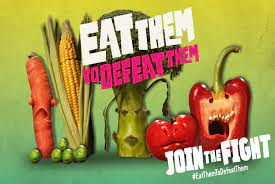 EAT THEM
TO DEFEAT THEM
JOIN THE FIGHT
#EatThemToDefeatThem